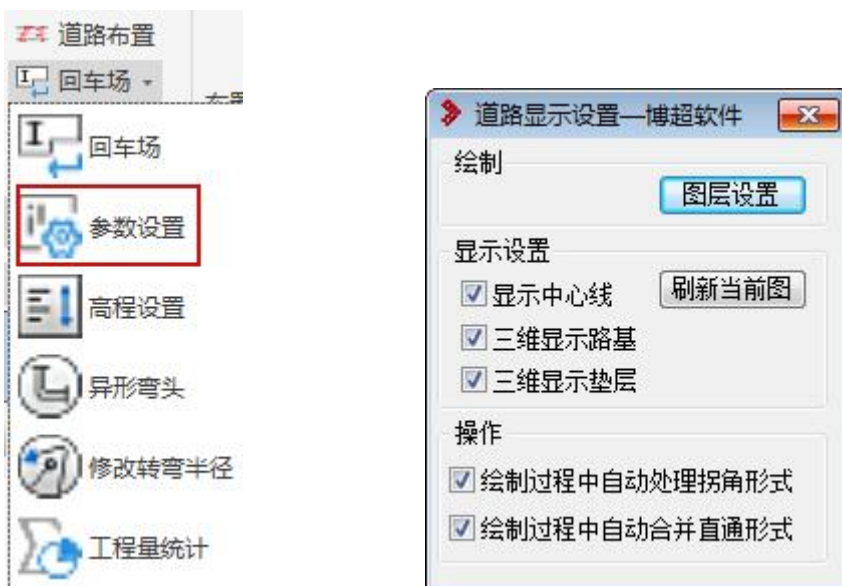 道路布置
回车场
回车场
参数设置
高程设置
异形弯头
修改转弯半径
工程量统计
道路显示设置—博超软件
绘制
图层设置
显示设置
显示中心线
刷新当前图
三维显示路基
三维显示垫层
操作
绘制过程中自动处理拐角形式
绘制过程中自动合并直通形式